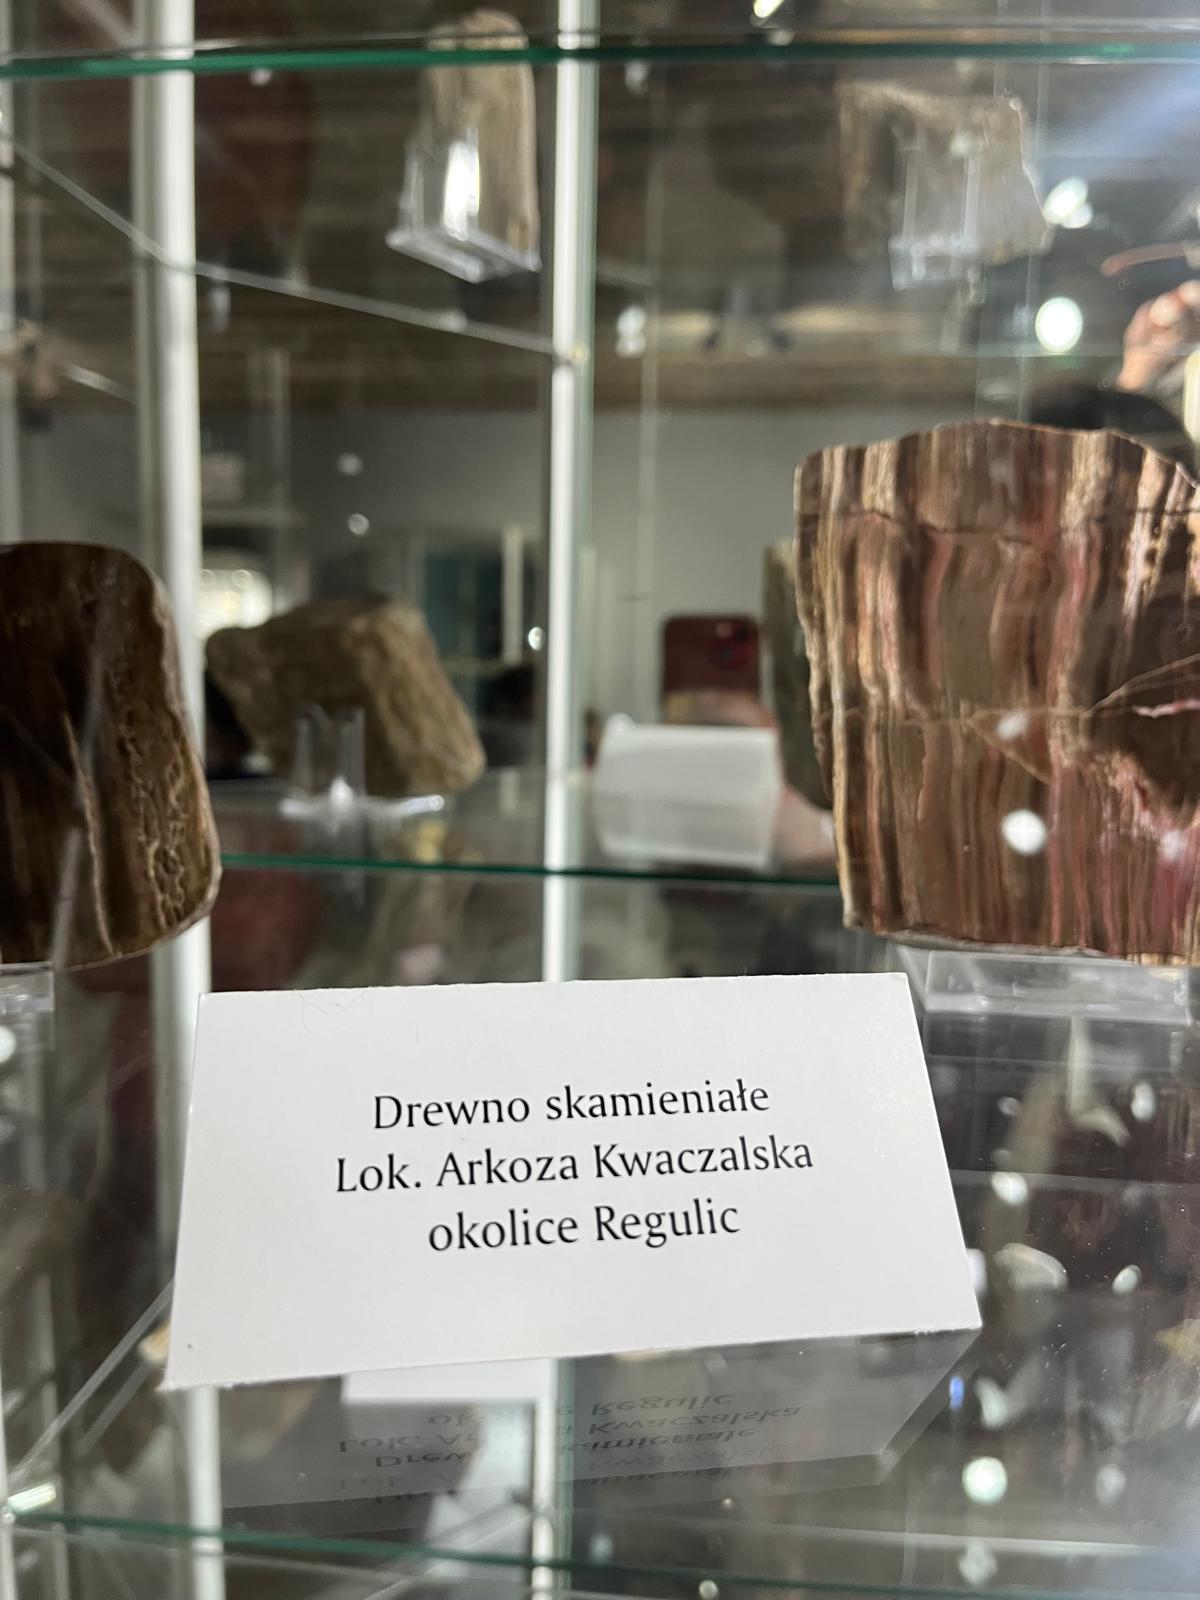 Drewno skamieniałe
Lok. Arkoza Kwaczalska
okolice Regulic